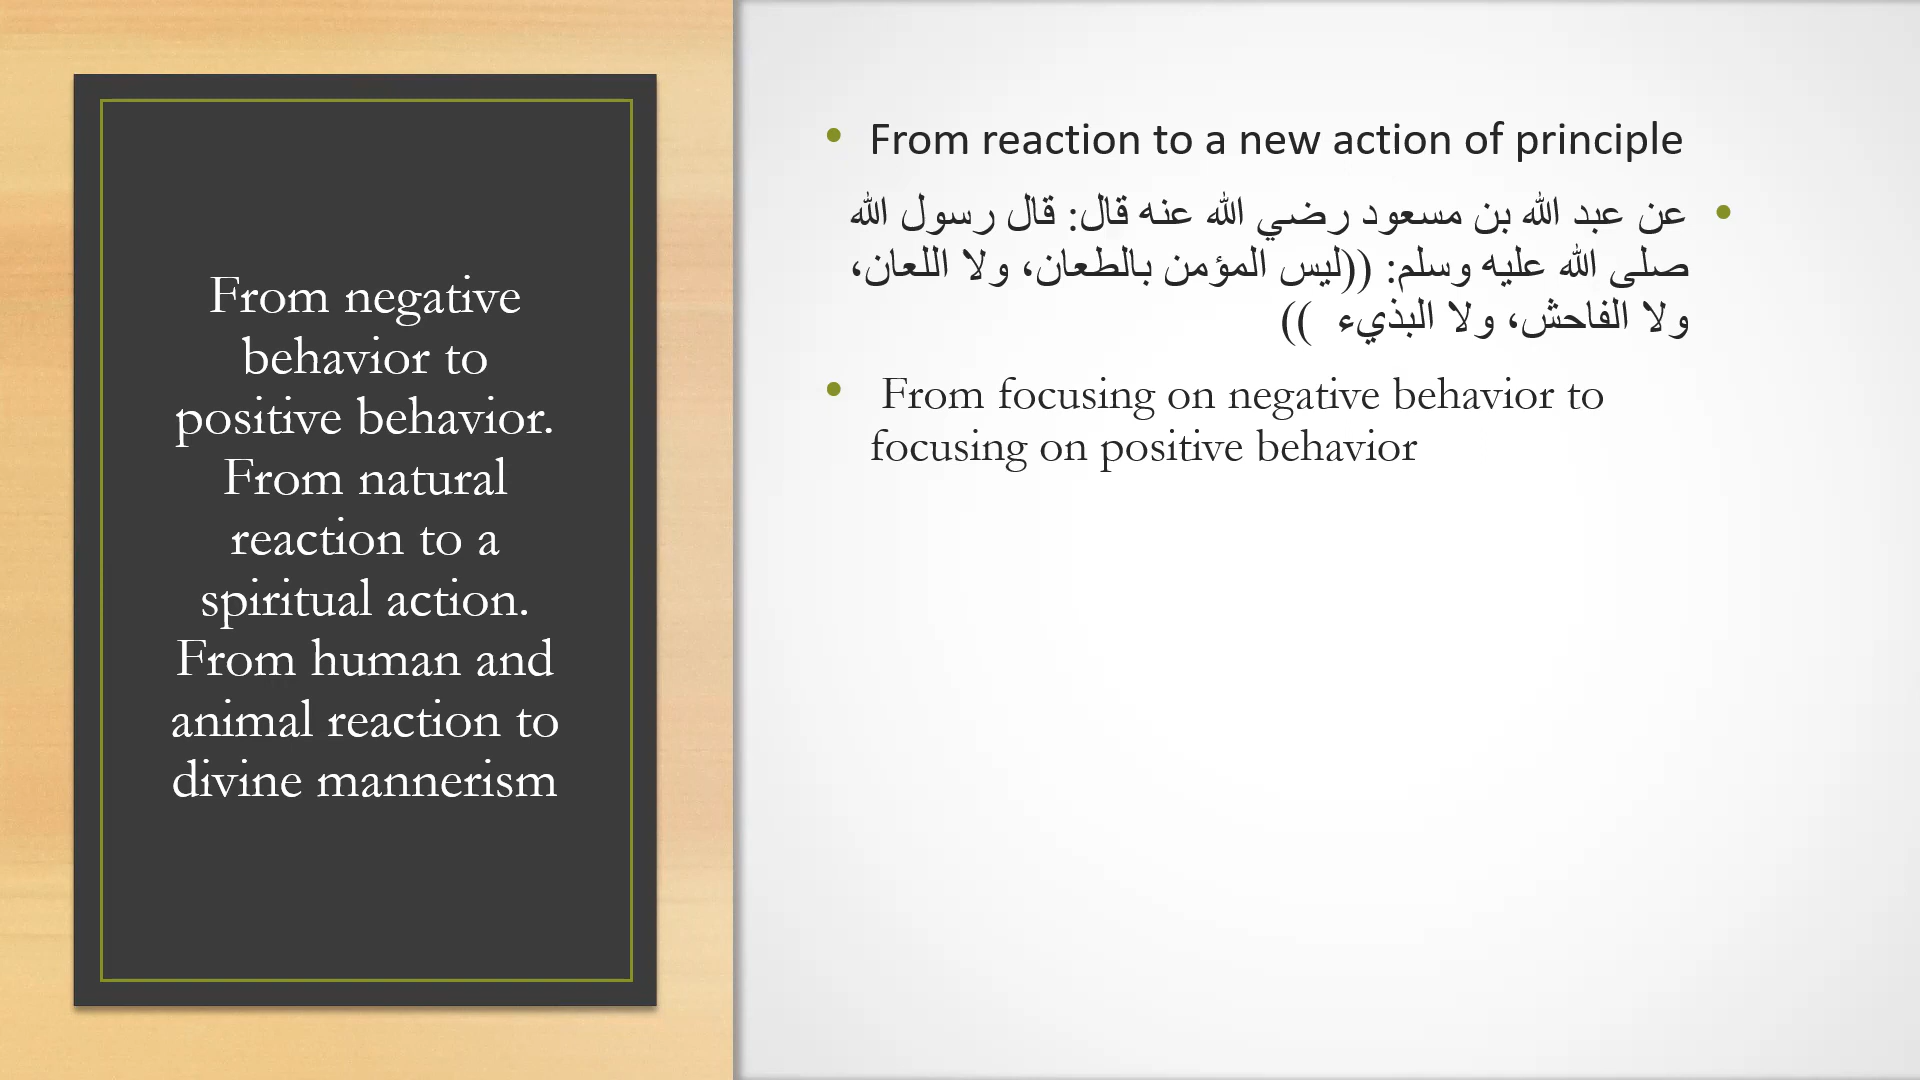 From negative
behavior to
positive behavior.
From natural
reaction to a
spiritual action.
From human and
animal reaction to
divine mannerism
• From reaction to a new action of principle
• عن عبد الله بن مسعود رضي الله عنه قال: قال رسول الله
صلى الله عليه وسلم: ((ليس المؤمن بالطعان، ولا اللعان،
ولا الفاحش، ولا البذيء ))
• From focusing on negative behavior to
focusing on positive behavior